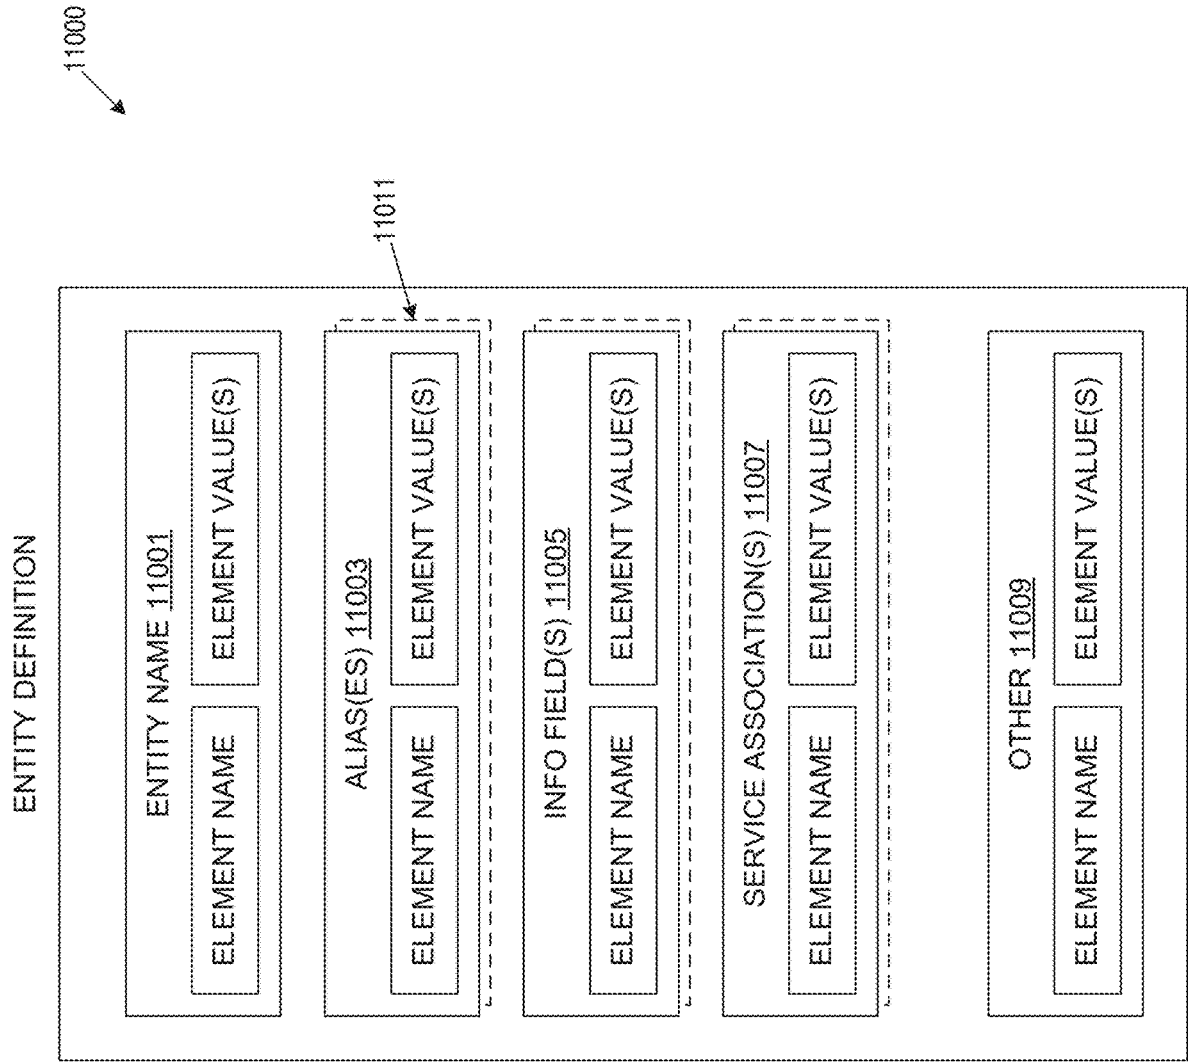 11000
ENTITY DEFINITION
ENTITY NAME 11001
ELEMENT NAME
ELEMENT VALUE(S)
11011
ALIAS(ES) 11003
ELEMENT NAME
ELEMENT VALUE(S)
INFO FIELD(S) 11005
ELEMENT NAME
ELEMENT VALUE(S)
SERVICE ASSOCIATION(S) 11007
ELEMENT NAME
ELEMENT VALUE(S)
OTHER 11009
ELEMENT NAME
ELEMENT VALUE(S)